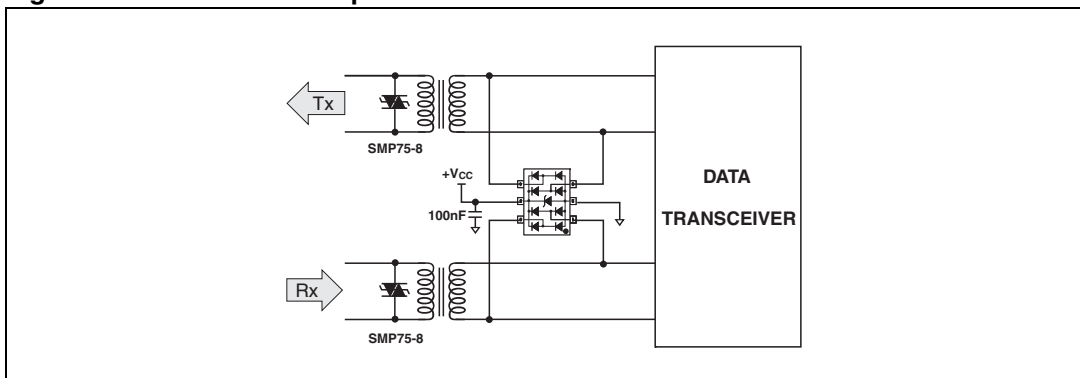 Tx
SMP75-8
+Vcc
100nF
DATA
TRANSCEIVER
Rx
SMP75-8